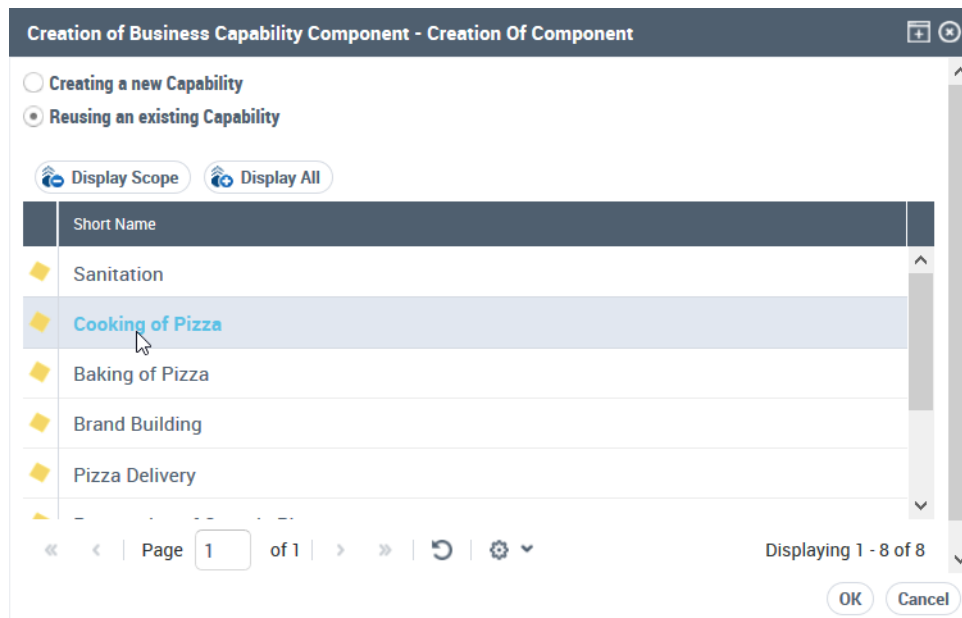 Creation of Business Capability Component - Creation Of Component
Creating a new Capability
Reusing an existing Capability
Display Scope Display All
Short Name
Sanitation
Cooking of Pizza
Baking of Pizza
Brand Building
Pizza Delivery
Page 1 of 1 Displaying 1 - 8 of 8
OK Cancel